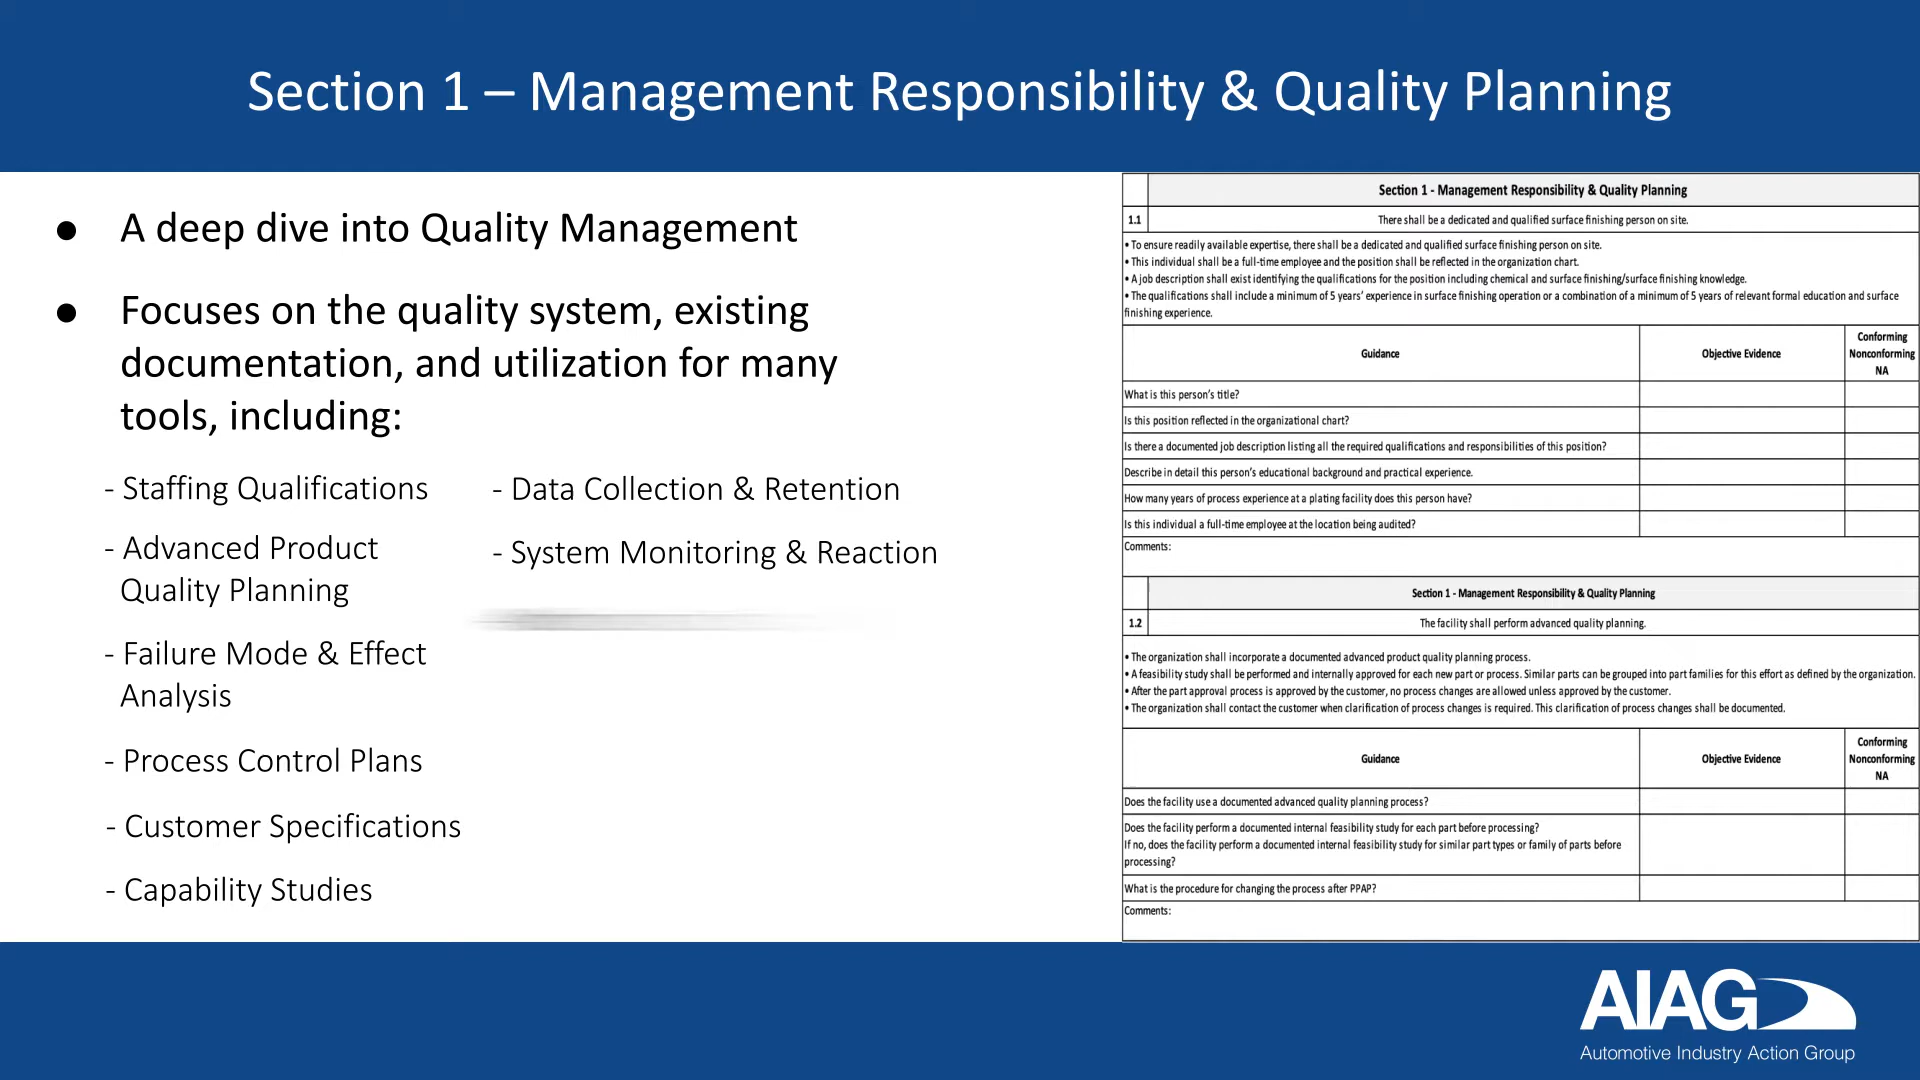 Section 1 – Management Responsibility & Quality Planning
● A deep dive into Quality Management
● Focuses on the quality system, existing
documentation, and utilization for many
tools, including:
- Staffing Qualifications
- Advanced Product
Quality Planning
- Failure Mode & Effect
Analysis
- Process Control Plans
- Customer Specifications
- Capability Studies
- Data Collection & Retention
- System Monitoring & Reaction
Section 1 - Management Responsibility & Quality Planning
1.1 There shall be a dedicated and qualified surface finishing person on site.
• To ensure readily available expertise, there shall be a dedicated and qualified surface finishing person on site.
• This individual shall be a full-time employee and the position shall be reflected in the organization chart.
• A job description shall exist identifying the qualifications for the position including chemical and surface finishing/surface finishing knowledge.
• The qualifications shall include a minimum of 5 years' experience in surface finishing operation or a combination of a minimum of 5 years of relevant formal education and surface
finishing experience.
Guidance
Objective Evidence
Conforming
Nonconforming
NA
What is this person's title?
Is this position reflected in the organizational chart?
Is there a documented job description listing all the required qualifications and responsibilities of this position?
Describe in detail this person's educational background and practical experience.
How many years of process experience at a plating facility does this person have?
Is this individual a full-time employee at the location being audited?
Comments:
Section 1 - Management Responsibility & Quality Planning
1.2 The facility shall perform advanced quality planning.
• The organization shall incorporate a documented advanced product quality planning process.
• A feasibility study shall be performed and internally approved for each new part or process. Similar parts can be grouped into part families for this effort as defined by the organization.
• After the part approval process is approved by the customer, no process changes are allowed unless approved by the customer.
• The organization shall contact the customer when clarification of process changes is required. This clarification of process changes shall be documented.
Guidance
Objective Evidence
Conforming
Nonconforming
NA
Does the facility use a documented advanced quality planning process?
Does the facility perform a documented internal feasibility study for each part before processing?
If no, does the facility perform a documented internal feasibility study for similar part types or family of parts before
processing?
What is the procedure for changing the process after PPAP?
Comments:
AIAG
Automotive Industry Action Group